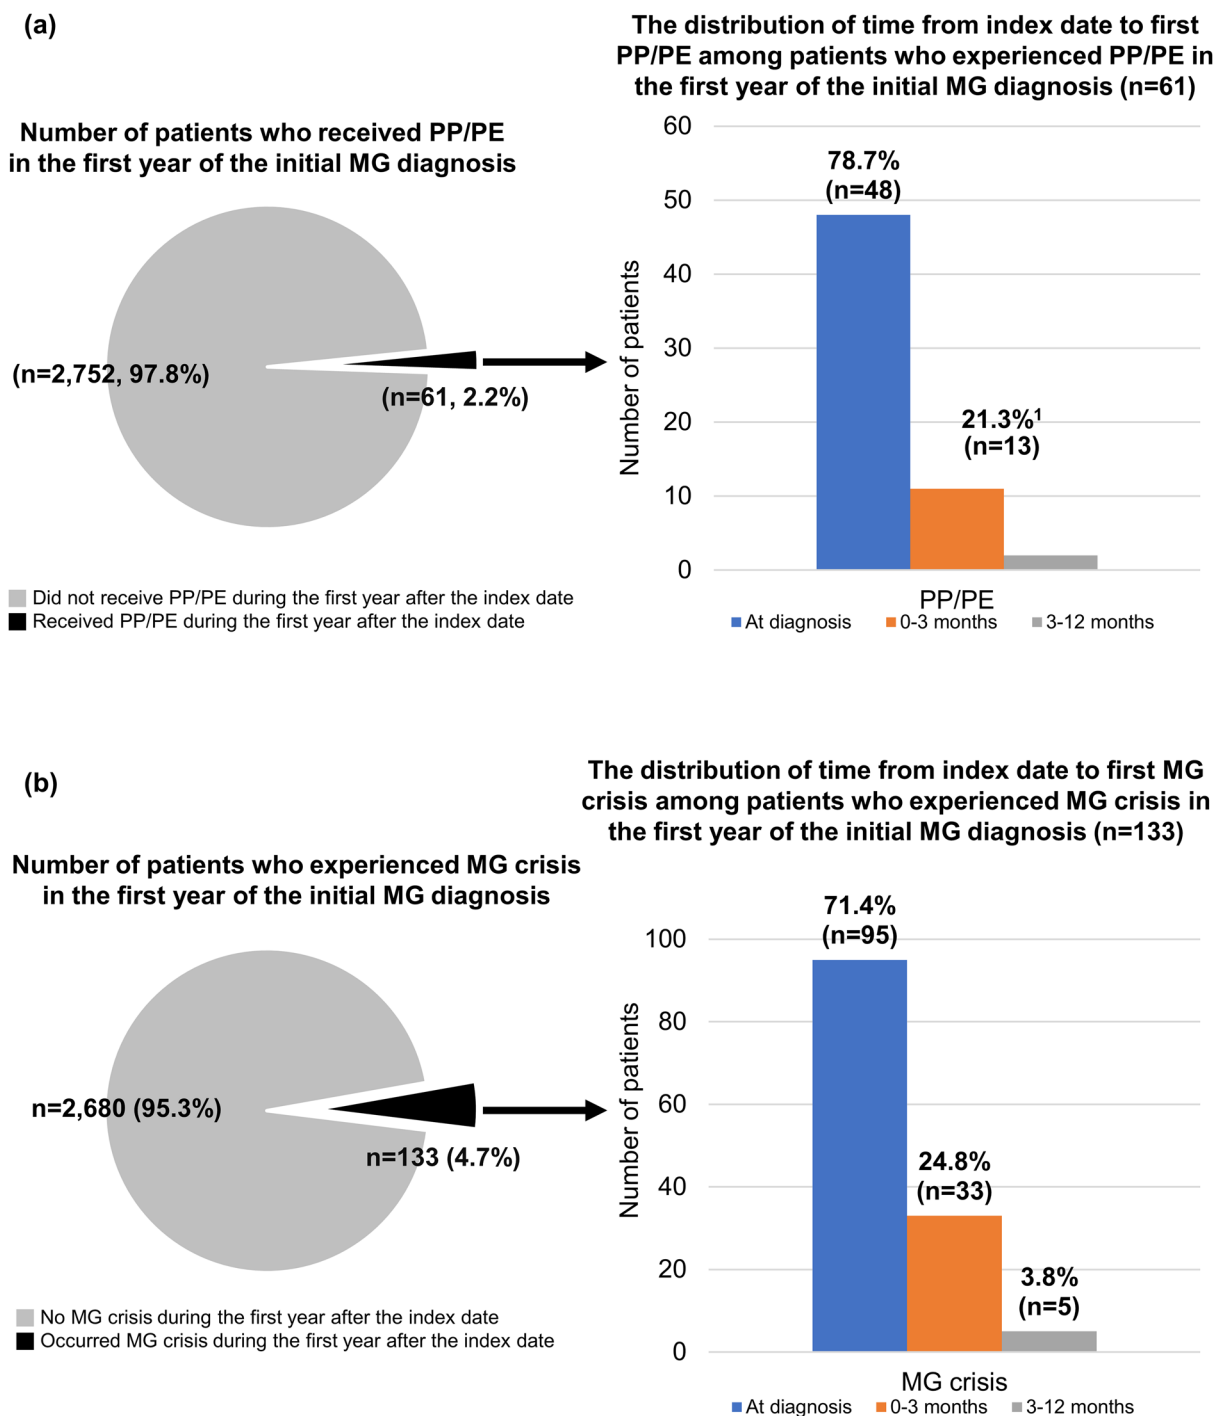 (a)
The distribution of time from index date to first
PP/PE among patients who experienced PP/PE in
the first year of the initial MG diagnosis (n=61)
Number of patients who received PP/PE
in the first year of the initial MG diagnosis
(n=2,752, 97.8%)
(n=61, 2.2%)
Did not receive PP/PE during the first year after the index date
Received PP/PE during the first year after the index date
Number of patients
60
50
40
30
20
10
0
78.7%
(n=48)
21.3%¹
(n=13)
PP/PE
At diagnosis 0-3 months 3-12 months
(b)
The distribution of time from index date to first MG
crisis among patients who experienced MG crisis in
the first year of the initial MG diagnosis (n=133)
Number of patients who experienced MG crisis
in the first year of the initial MG diagnosis
n=2,680 (95.3%)
n=133 (4.7%)
No MG crisis during the first year after the index date
Occurred MG crisis during the first year after the index date
Number of patients
100
80
60
40
20
0
71.4%
(n=95)
24.8%
(n=33)
3.8%
(n=5)
MG crisis
At diagnosis 0-3 months 3-12 months